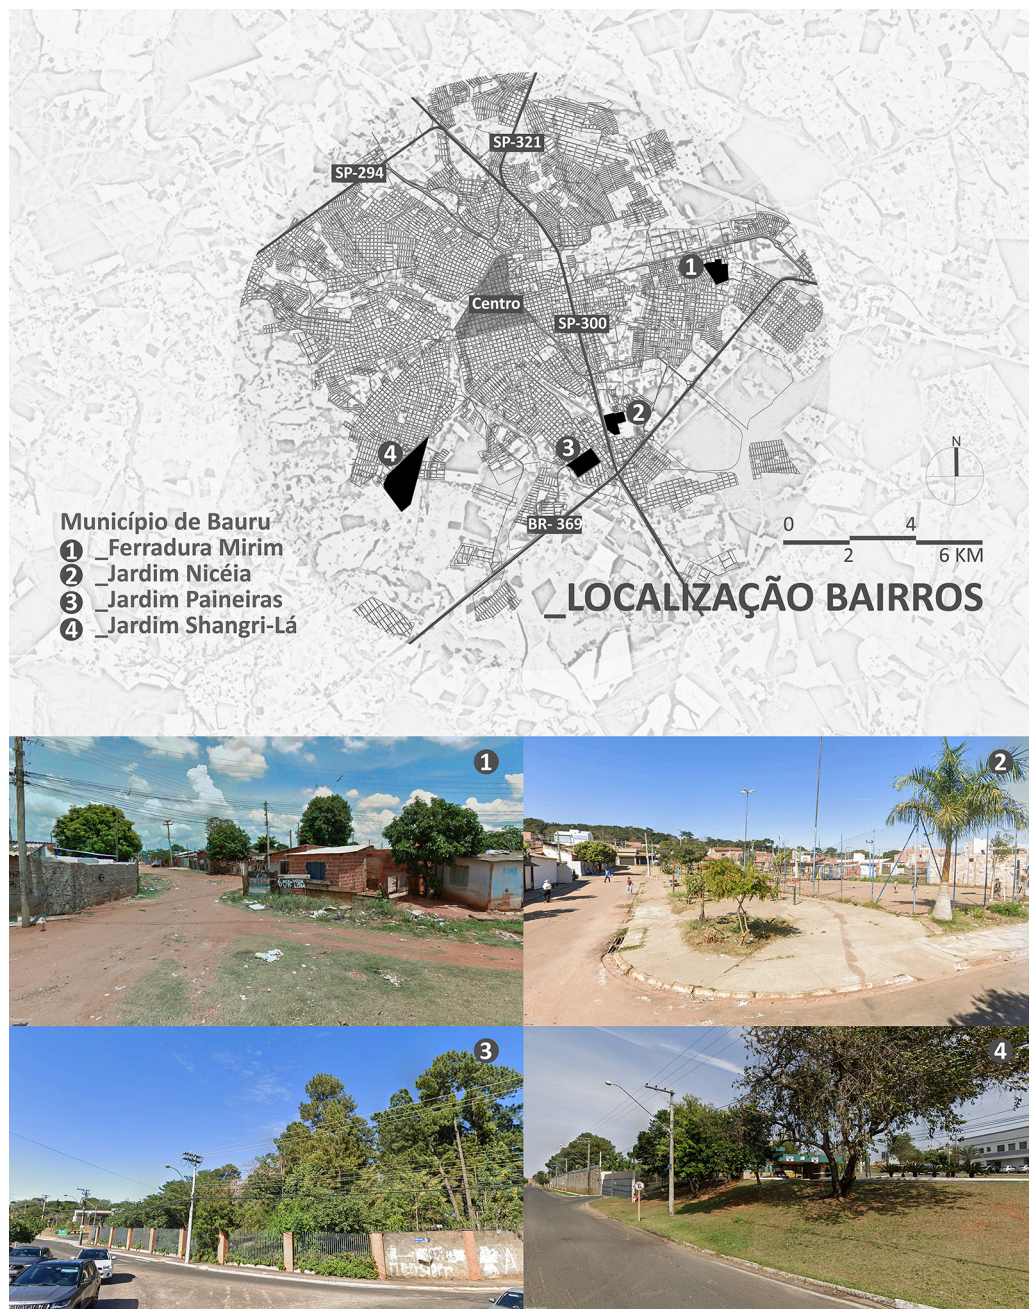 SP-321
SP-294
1
Centro
SP-300
2
3
4
N
BR- 369
0 4
2 6 KM
Município de Bauru
1 _Ferradura Mirim
2 _Jardim Nicéia
3 _Jardim Paineiras
4 _Jardim Shangri-Lá
_LOCALIZAÇÃO BAIRROS
1
2
3
4